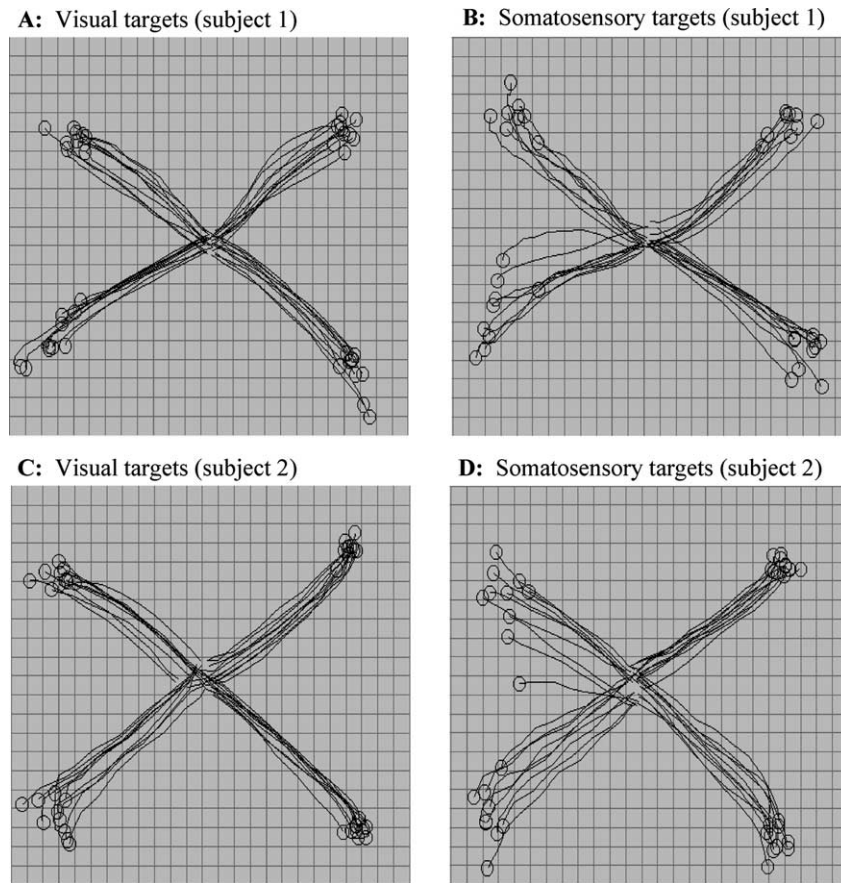 A: Visual targets (subject 1)
B: Somatosensory targets (subject 1)
C: Visual targets (subject 2)
D: Somatosensory targets (subject 2)